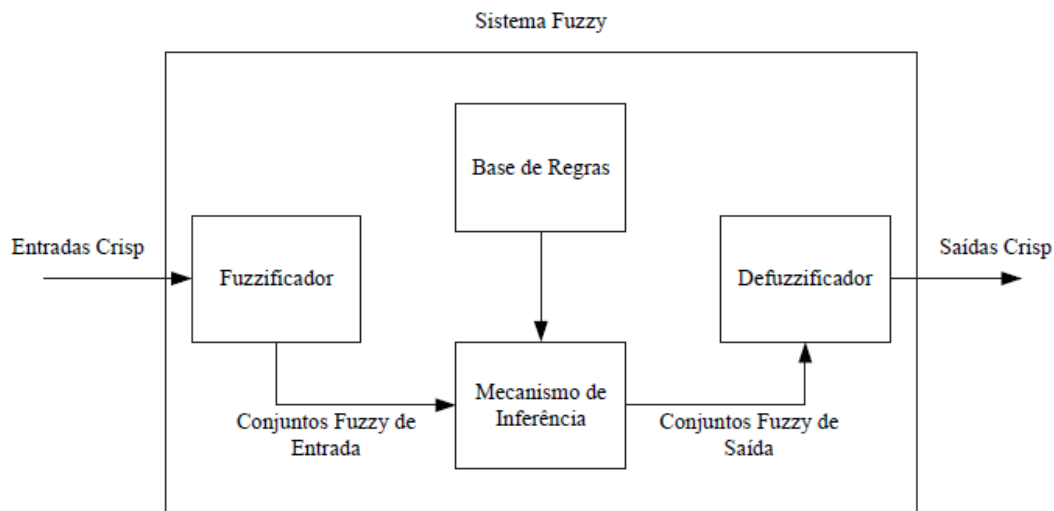 Sistema Fuzzy
Base de Regras
Entradas Crisp
Saídas Crisp
Fuzzificador
Defuzzificador
Mecanismo de
Inferência
Conjuntos Fuzzy de
Entrada
Conjuntos Fuzzy de
Saída